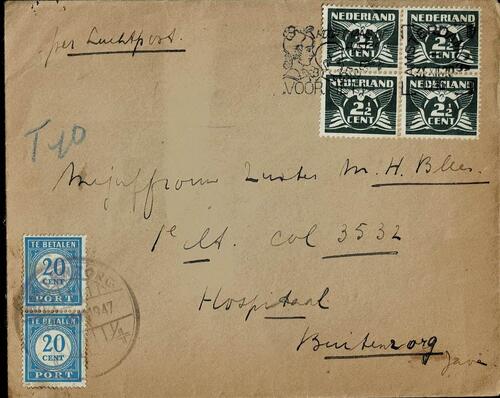 per Luchtpost.
NEDERLAND
2½
CENT
NEDERLAND
2½
CENT
NEDERLAND
2½
CENT
NEDERLAND
2½
CENT
VOOR
T 40
Mejuffrouw Zuster M. H. Blees.
1e Lt. Col 3532
Hospitaal
Buitenzorg
Java
TE BETALEN
20
CENT
PORT
1947
TE BETALEN
20
CENT
PORT